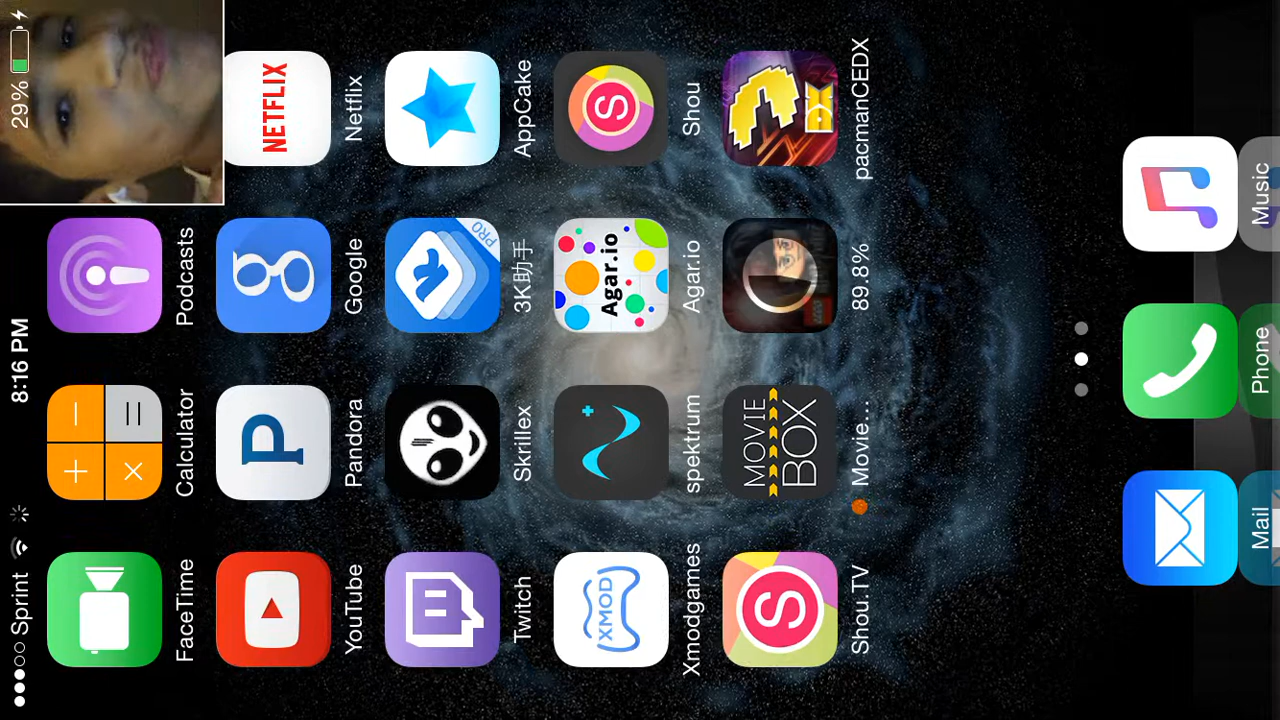 Sprint 8:16 PM 29%
FaceTime Calculator Podcasts
NETFLIX
YouTube Pandora Google Netflix
PRO
Twitch Skrillex 3K助手 AppCake
XMOD Agar.io S
Xmodgames spektrum Agar.io Shou
S MOVIE BOX DX
Shou.TV Movie... 89.8% pacmanCEDX
Mail Phone Music